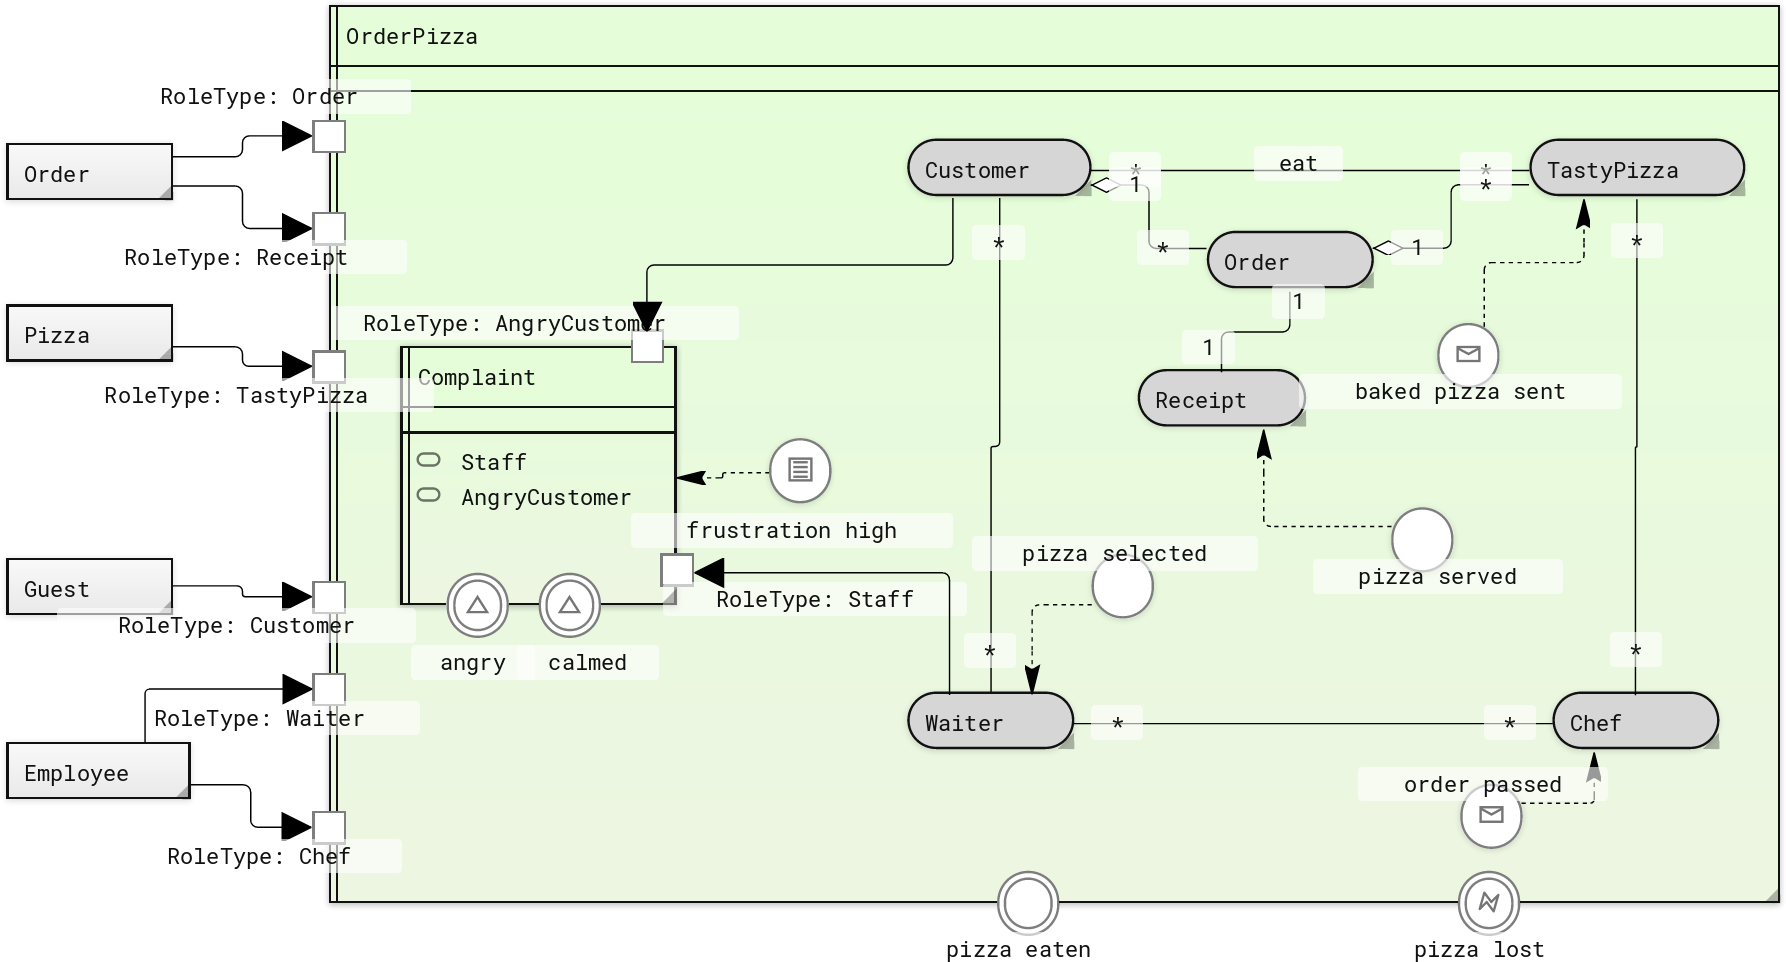 OrderPizza
RoleType: Order
Order
RoleType: Receipt
Pizza
RoleType: TastyPizza
Guest
RoleType: Customer
RoleType: Waiter
Employee
RoleType: Chef
Customer
* eat *
TastyPizza
1
*
*
1
*
Order
1
1
Receipt
*
baked pizza sent
RoleType: AngryCustomer
Complaint
Staff
AngryCustomer
frustration high
pizza selected
pizza served
RoleType: Staff
angry
calmed
*
*
Waiter
*
*
Chef
order passed
pizza eaten
pizza lost